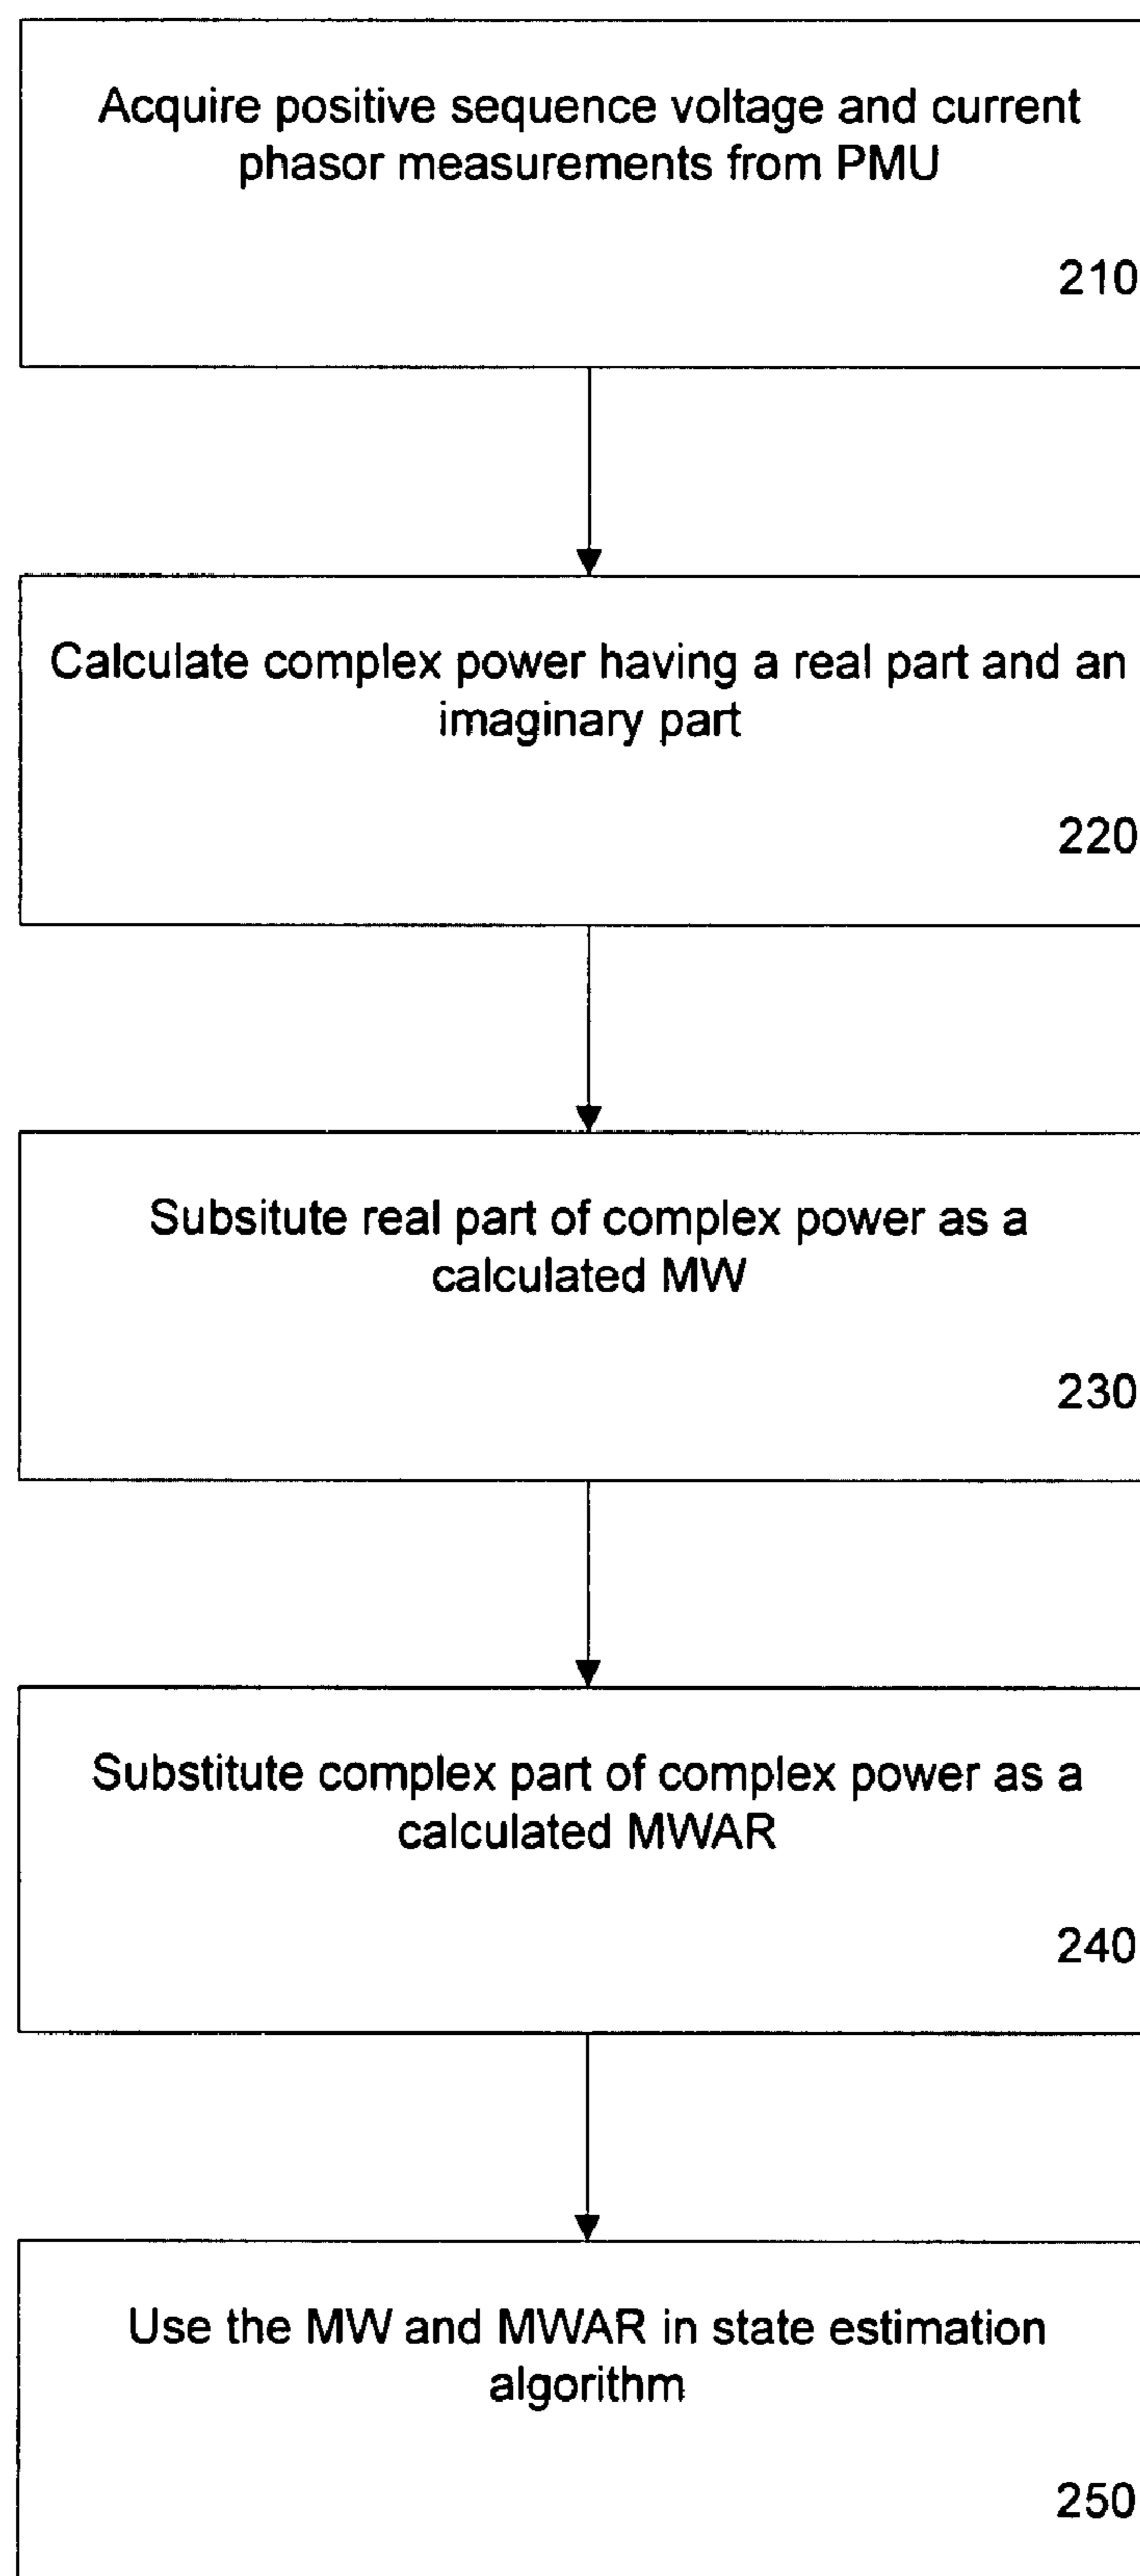 Acquire positive sequence voltage and current
phasor measurements from PMU
210
Calculate complex power having a real part and an
imaginary part
220
Subsitute real part of complex power as a
calculated MW
230
Substitute complex part of complex power as a
calculated MWAR
240
Use the MW and MWAR in state estimation
algorithm
250